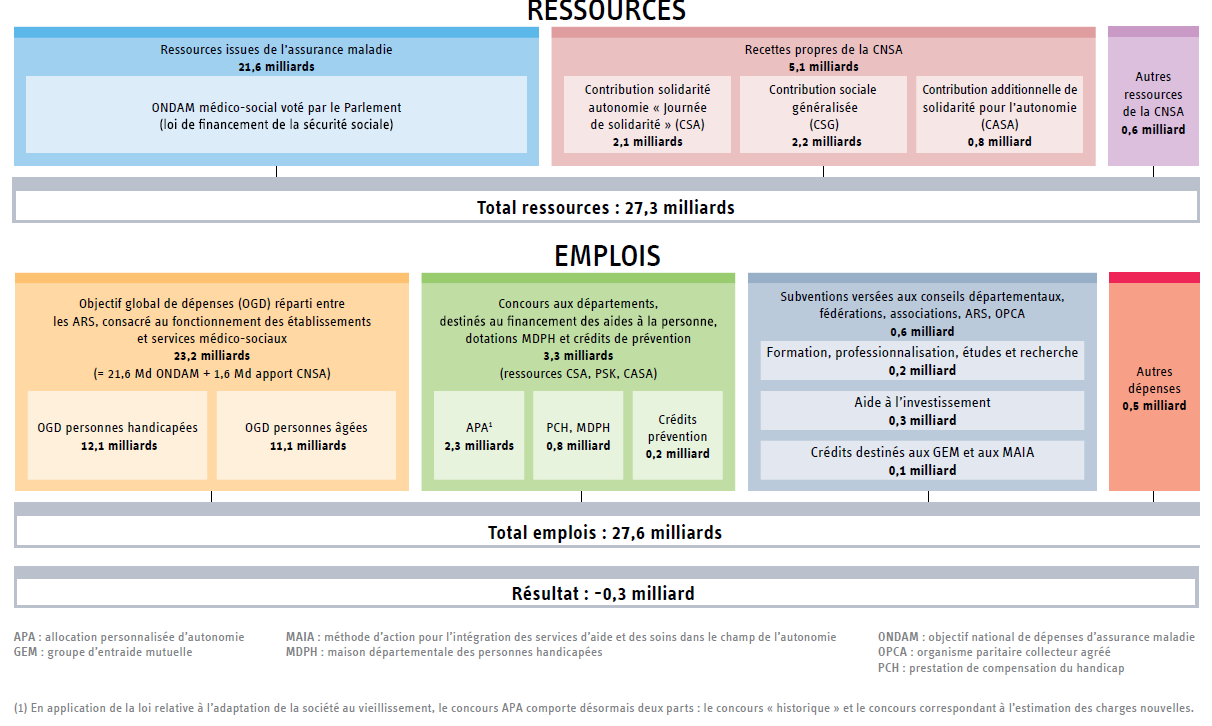 RESSOURCES
Ressources issues de l'assurance maladie
21,6 milliards
ONDAM médico-social voté par le Parlement
(loi de financement de la sécurité sociale)
Recettes propres de la CNSA
5,1 milliards
Contribution solidarité
autonomie « Journée
de solidarité » (CSA)
2,1 milliards
Contribution sociale
généralisée
(CSG)
2,2 milliards
Contribution additionnelle de
solidarité pour l'autonomie
(CASA)
0,8 milliard
Autres
ressources
de la CNSA
0,6 milliard
Total ressources : 27,3 milliards
EMPLOIS
Objectif global de dépenses (OGD) réparti entre
les ARS, consacré au fonctionnement des établissements
et services médico-sociaux
23,2 milliards
(= 21,6 Md ONDAM + 1,6 Md apport CNSA)
OGD personnes handicapées
12,1 milliards
OGD personnes âgées
11,1 milliards
Concours aux départements,
destinés au financement des aides à la personne,
dotations MDPH et crédits de prévention
3,3 milliards
(ressources CSA, PSK, CASA)
APA¹
2,3 milliards
PCH, MDPH
0,8 milliard
Crédits
prévention
0,2 milliard
Subventions versées aux conseils départementaux,
fédérations, associations, ARS, OPCA
0,6 milliard
Formation, professionnalisation, études et recherche
0,2 milliard
Aide à l'investissement
0,3 milliard
Crédits destinés aux GEM et aux MAIA
0,1 milliard
Autres
dépenses
0,5 milliard
Total emplois : 27,6 milliards
Résultat : -0,3 milliard
APA : allocation personnalisée d'autonomie
GEM : groupe d'entraide mutuelle
MAIA : méthode d'action pour l'intégration des services d'aide et des soins dans le champ de l'autonomie
MDPH : maison départementale des personnes handicapées
ONDAM : objectif national de dépenses d'assurance maladie
OPCA : organisme paritaire collecteur agréé
PCH : prestation de compensation du handicap
(1) En application de la loi relative à l'adaptation de la société au vieillissement, le concours APA comporte désormais deux parts : le concours « historique » et le concours correspondant à l'estimation des charges nouvelles.